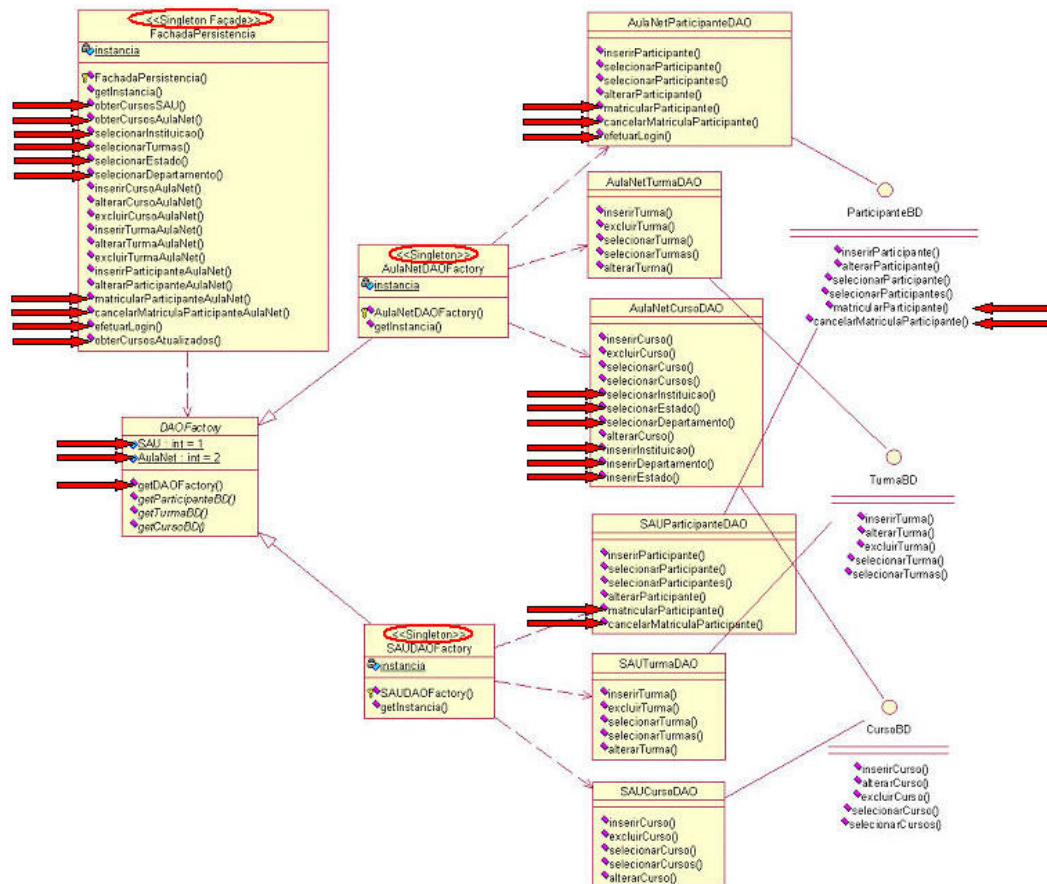 <<Singleton Façade>>
FachadaPersistencia
instancia
FachadaPersistencia()
getInstancia()
obterCursosSAU()
obterCursosAulaNet()
selecionarInstituicao()
selecionarTurmas()
selecionarEstado()
selecionarDepartamento()
inserirCursoAulaNet()
alterarCursoAulaNet()
excluirCursoAulaNet()
inserirTurmaAulaNet()
alterarTurmaAulaNet()
excluirTurmaAulaNet()
inserirParticipanteAulaNet()
alterarParticipanteAulaNet()
matricularParticipanteAulaNet()
cancelarMatriculaParticipanteAulaNet()
efetuarLogin()
obterCursosAtualizados()
DAOFactory
SAU : int = 1
AulaNet : int = 2
getDAOFactory()
getParticipanteBD()
getTurmaBD()
getCursoBD()
<<Singleton>>
AulaNetDAOFactory
instancia
AulaNetDAOFactory()
getInstancia()
<<Singleton>>
SAUDAOFactory
instancia
SAUDAOFactory()
getInstancia()
AulaNetParticipanteDAO
inserirParticipante()
selecionarParticipante()
selecionarParticipantes()
alterarParticipante()
matricularParticipante()
cancelarMatriculaParticipante()
efetuarLogin()
AulaNetTurmaDAO
inserirTurma()
excluirTurma()
selecionarTurma()
selecionarTurmas()
alterarTurma()
AulaNetCursoDAO
inserirCurso()
excluirCurso()
selecionarCurso()
selecionarCursos()
selecionarInstituicao()
selecionarEstado()
selecionarDepartamento()
alterarCurso()
inserirInstituicao()
inserirDepartamento()
inserirEstado()
SAUParticipanteDAO
inserirParticipante()
selecionarParticipante()
selecionarParticipantes()
alterarParticipante()
matricularParticipante()
cancelarMatriculaParticipante()
SAUTurmaDAO
inserirTurma()
excluirTurma()
selecionarTurma()
selecionarTurmas()
alterarTurma()
SAUCursoDAO
inserirCurso()
excluirCurso()
selecionarCurso()
selecionarCursos()
alterarCurso()
ParticipanteBD
inserirParticipante()
alterarParticipante()
selecionarParticipante()
selecionarParticipantes()
matricularParticipante()
cancelarMatriculaParticipante()
TurmaBD
inserirTurma()
alterarTurma()
excluirTurma()
selecionarTurma()
selecionarTurmas()
CursoBD
inserirCurso()
alterarCurso()
excluirCurso()
selecionarCurso()
selecionarCursos()